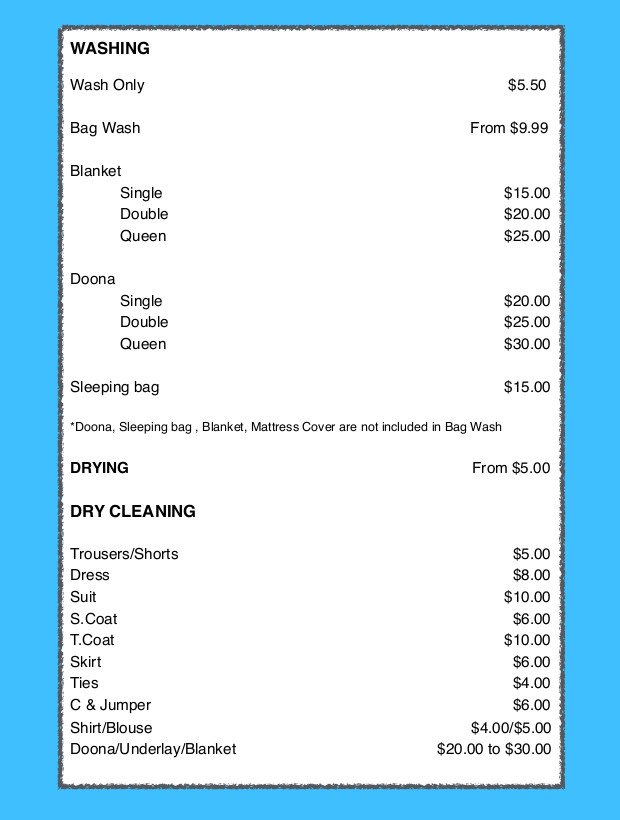 WASHING
Wash Only $5.50
Bag Wash From $9.99
Blanket
Single $15.00
Double $20.00
Queen $25.00
Doona
Single $20.00
Double $25.00
Queen $30.00
Sleeping bag $15.00
*Doona, Sleeping bag , Blanket, Mattress Cover are not included in Bag Wash
DRYING From $5.00
DRY CLEANING
Trousers/Shorts $5.00
Dress $8.00
Suit $10.00
S.Coat $6.00
T.Coat $10.00
Skirt $6.00
Ties $4.00
C & Jumper $6.00
Shirt/Blouse $4.00/$5.00
Doona/Underlay/Blanket $20.00 to $30.00